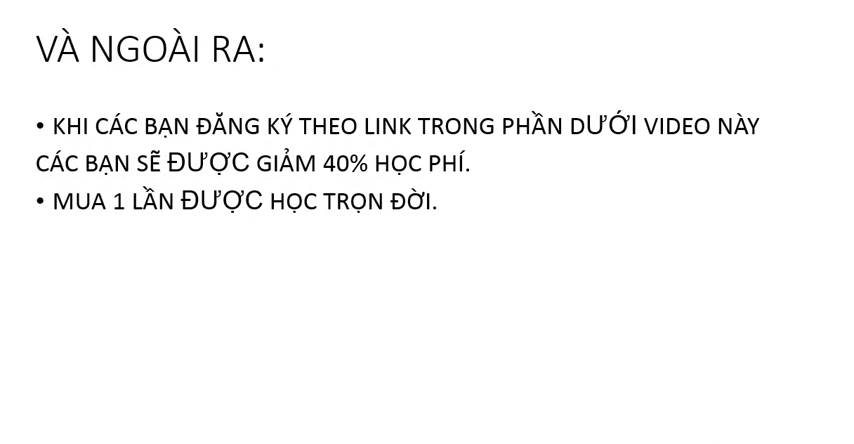 VÀ NGOÀI RA:
• KHI CÁC BẠN ĐĂNG KÝ THEO LINK TRONG PHẦN DƯỚI VIDEO NÀY
CÁC BẠN SẼ ĐƯỢC GIẢM 40% HỌC PHÍ.
• MUA 1 LẦN ĐƯỢC HỌC TRỌN ĐỜI.